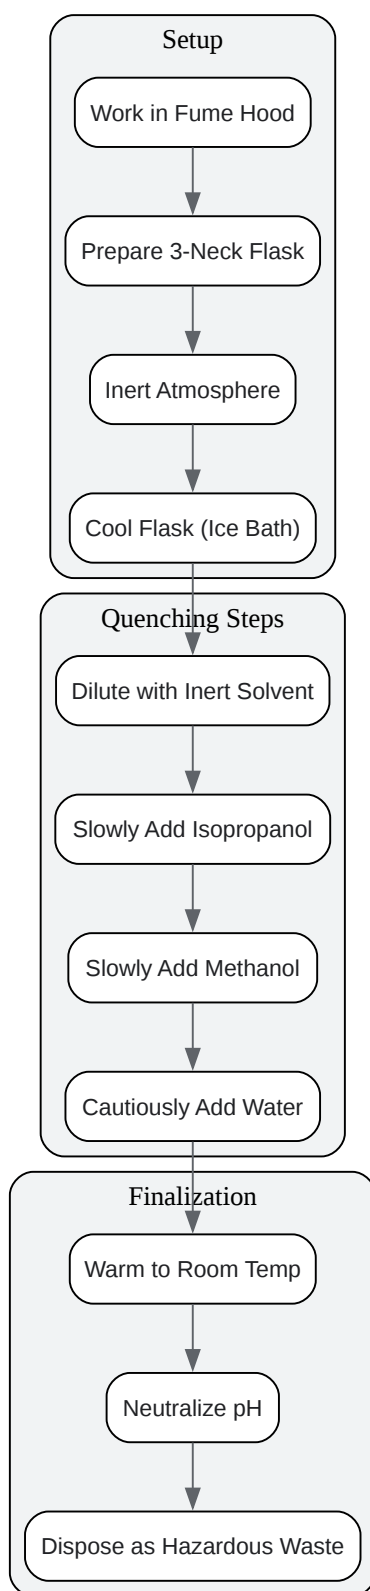 Setup
Work in Fume Hood
Prepare 3-Neck Flask
Inert Atmosphere
Cool Flask (Ice Bath)
Quenching Steps
Dilute with Inert Solvent
Slowly Add Isopropanol
Slowly Add Methanol
Cautiously Add Water
Finalization
Warm to Room Temp
Neutralize pH
Dispose as Hazardous Waste